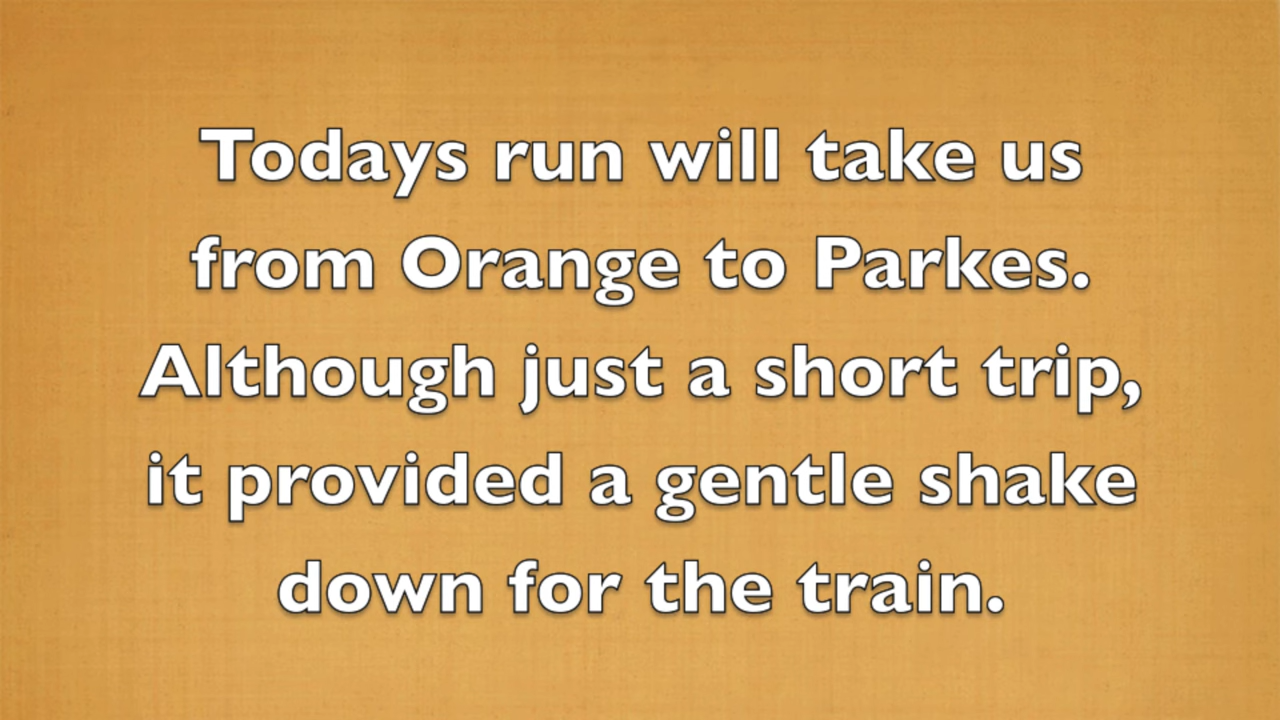 Todays run will take us
from Orange to Parkes.
Although just a short trip,
it provided a gentle shake
down for the train.